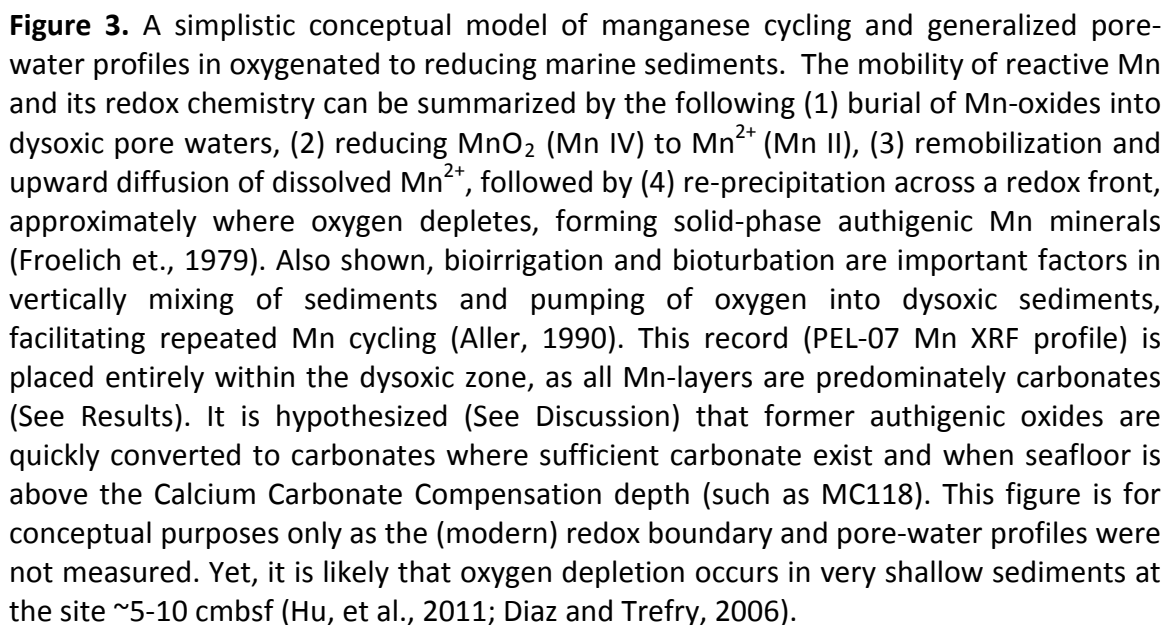 Figure 3. A simplistic conceptual model of manganese cycling and generalized pore-
water profiles in oxygenated to reducing marine sediments. The mobility of reactive Mn
and its redox chemistry can be summarized by the following (1) burial of Mn-oxides into
dysoxic pore waters, (2) reducing MnO₂ (Mn IV) to Mn²⁺ (Mn II), (3) remobilization and
upward diffusion of dissolved Mn²⁺, followed by (4) re-precipitation across a redox front,
approximately where oxygen depletes, forming solid-phase authigenic Mn minerals
(Froelich et., 1979). Also shown, bioirrigation and bioturbation are important factors in
vertically mixing of sediments and pumping of oxygen into dysoxic sediments,
facilitating repeated Mn cycling (Aller, 1990). This record (PEL-07 Mn XRF profile) is
placed entirely within the dysoxic zone, as all Mn-layers are predominately carbonates
(See Results). It is hypothesized (See Discussion) that former authigenic oxides are
quickly converted to carbonates where sufficient carbonate exist and when seafloor is
above the Calcium Carbonate Compensation depth (such as MC118). This figure is for
conceptual purposes only as the (modern) redox boundary and pore-water profiles were
not measured. Yet, it is likely that oxygen depletion occurs in very shallow sediments at
the site ~5-10 cmbsf (Hu, et al., 2011; Diaz and Trefry, 2006).